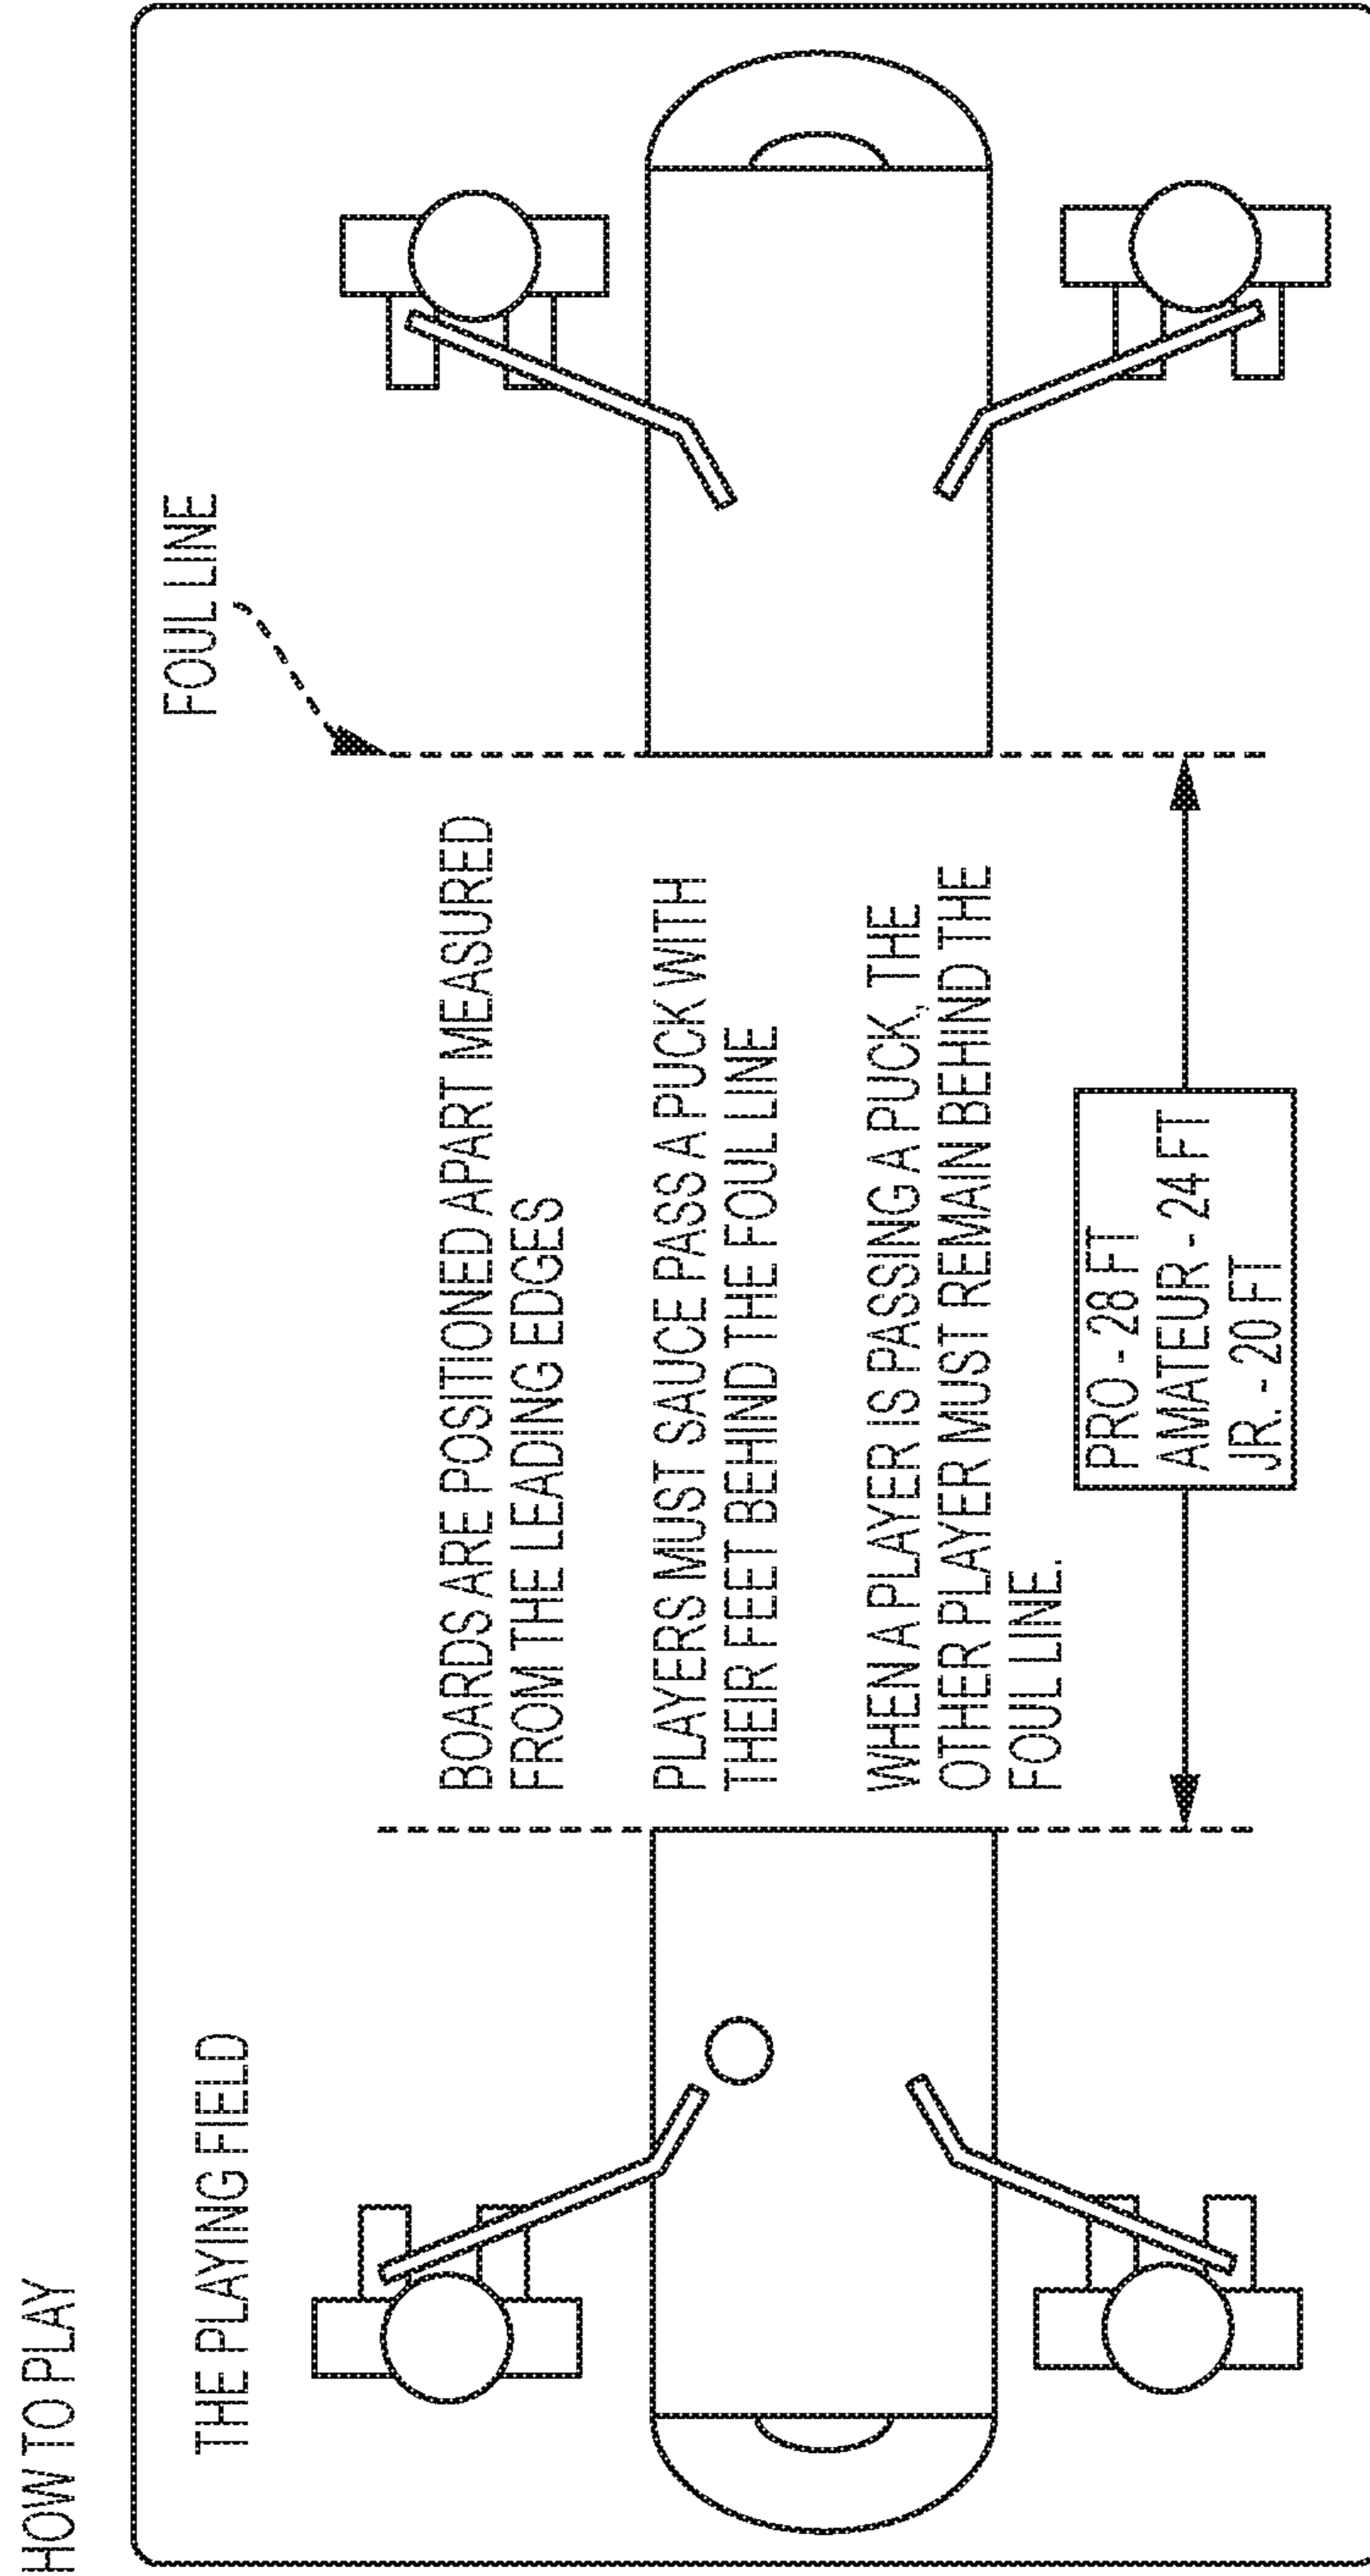 HOW TO PLAY
THE PLAYING FIELD
FOUL LINE
BOARDS ARE POSITIONED APART MEASURED
FROM THE LEADING EDGES
PLAYERS MUST SAUCE PASS A PUCK WITH
THEIR FEET BEHIND THE FOUL LINE
WHEN A PLAYER IS PASSING A PUCK, THE
OTHER PLAYER MUST REMAIN BEHIND THE
FOUL LINE.
PRO - 28 FT
AMATEUR - 24 FT
JR. - 20 FT